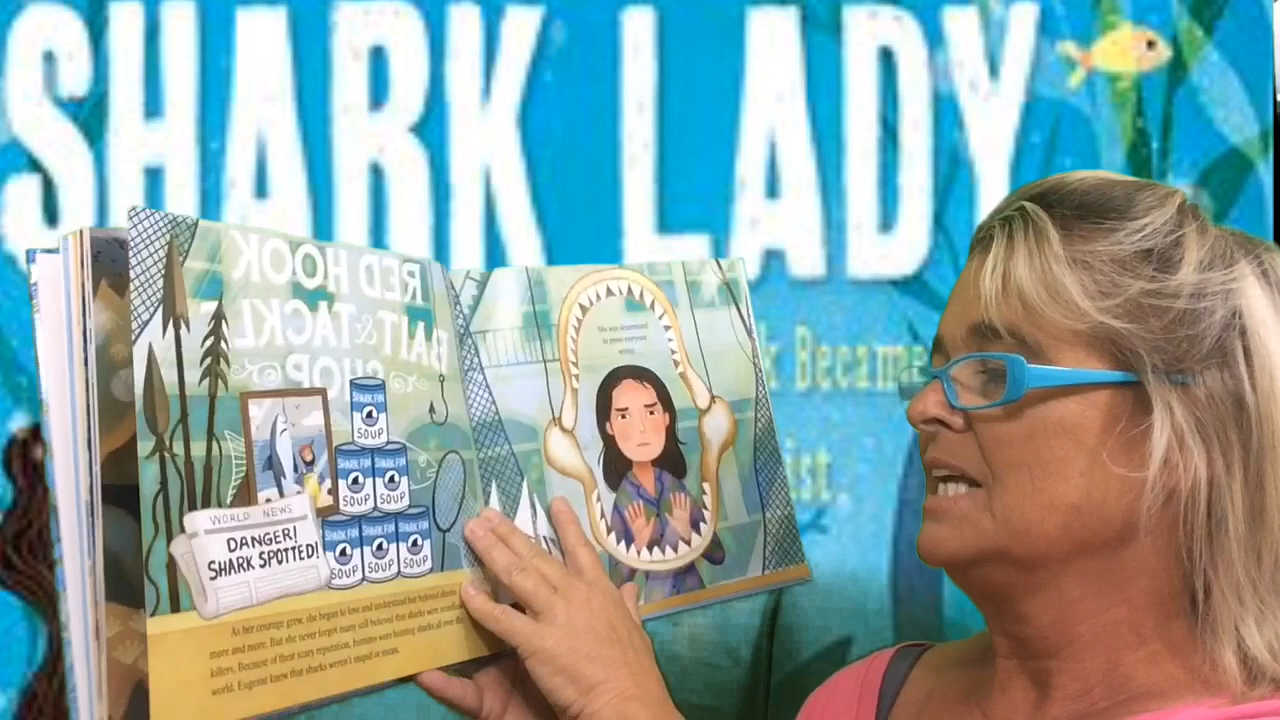 SHARK LADY
k Became
ist
RED HOOK
BAIT & TACKL
SHOP
SHARK FIN
SOUP
SHARK FIN
SOUP
SHARK FIN
SOUP
SHARK FIN
SOUP
SHARK FIN
SOUP
SHARK FIN
SOUP
WORLD NEWS
DANGER!
SHARK SPOTTED!
As her courage grew, she began to love and understand her beloved sharks
more and more. But she never forgot many still believed that sharks were mindless
killers. Because of their scary reputation, humans were hunting sharks all over the
world. Eugenie knew that sharks weren't stupid or mean.
She was determined
to prove everyone
wrong.